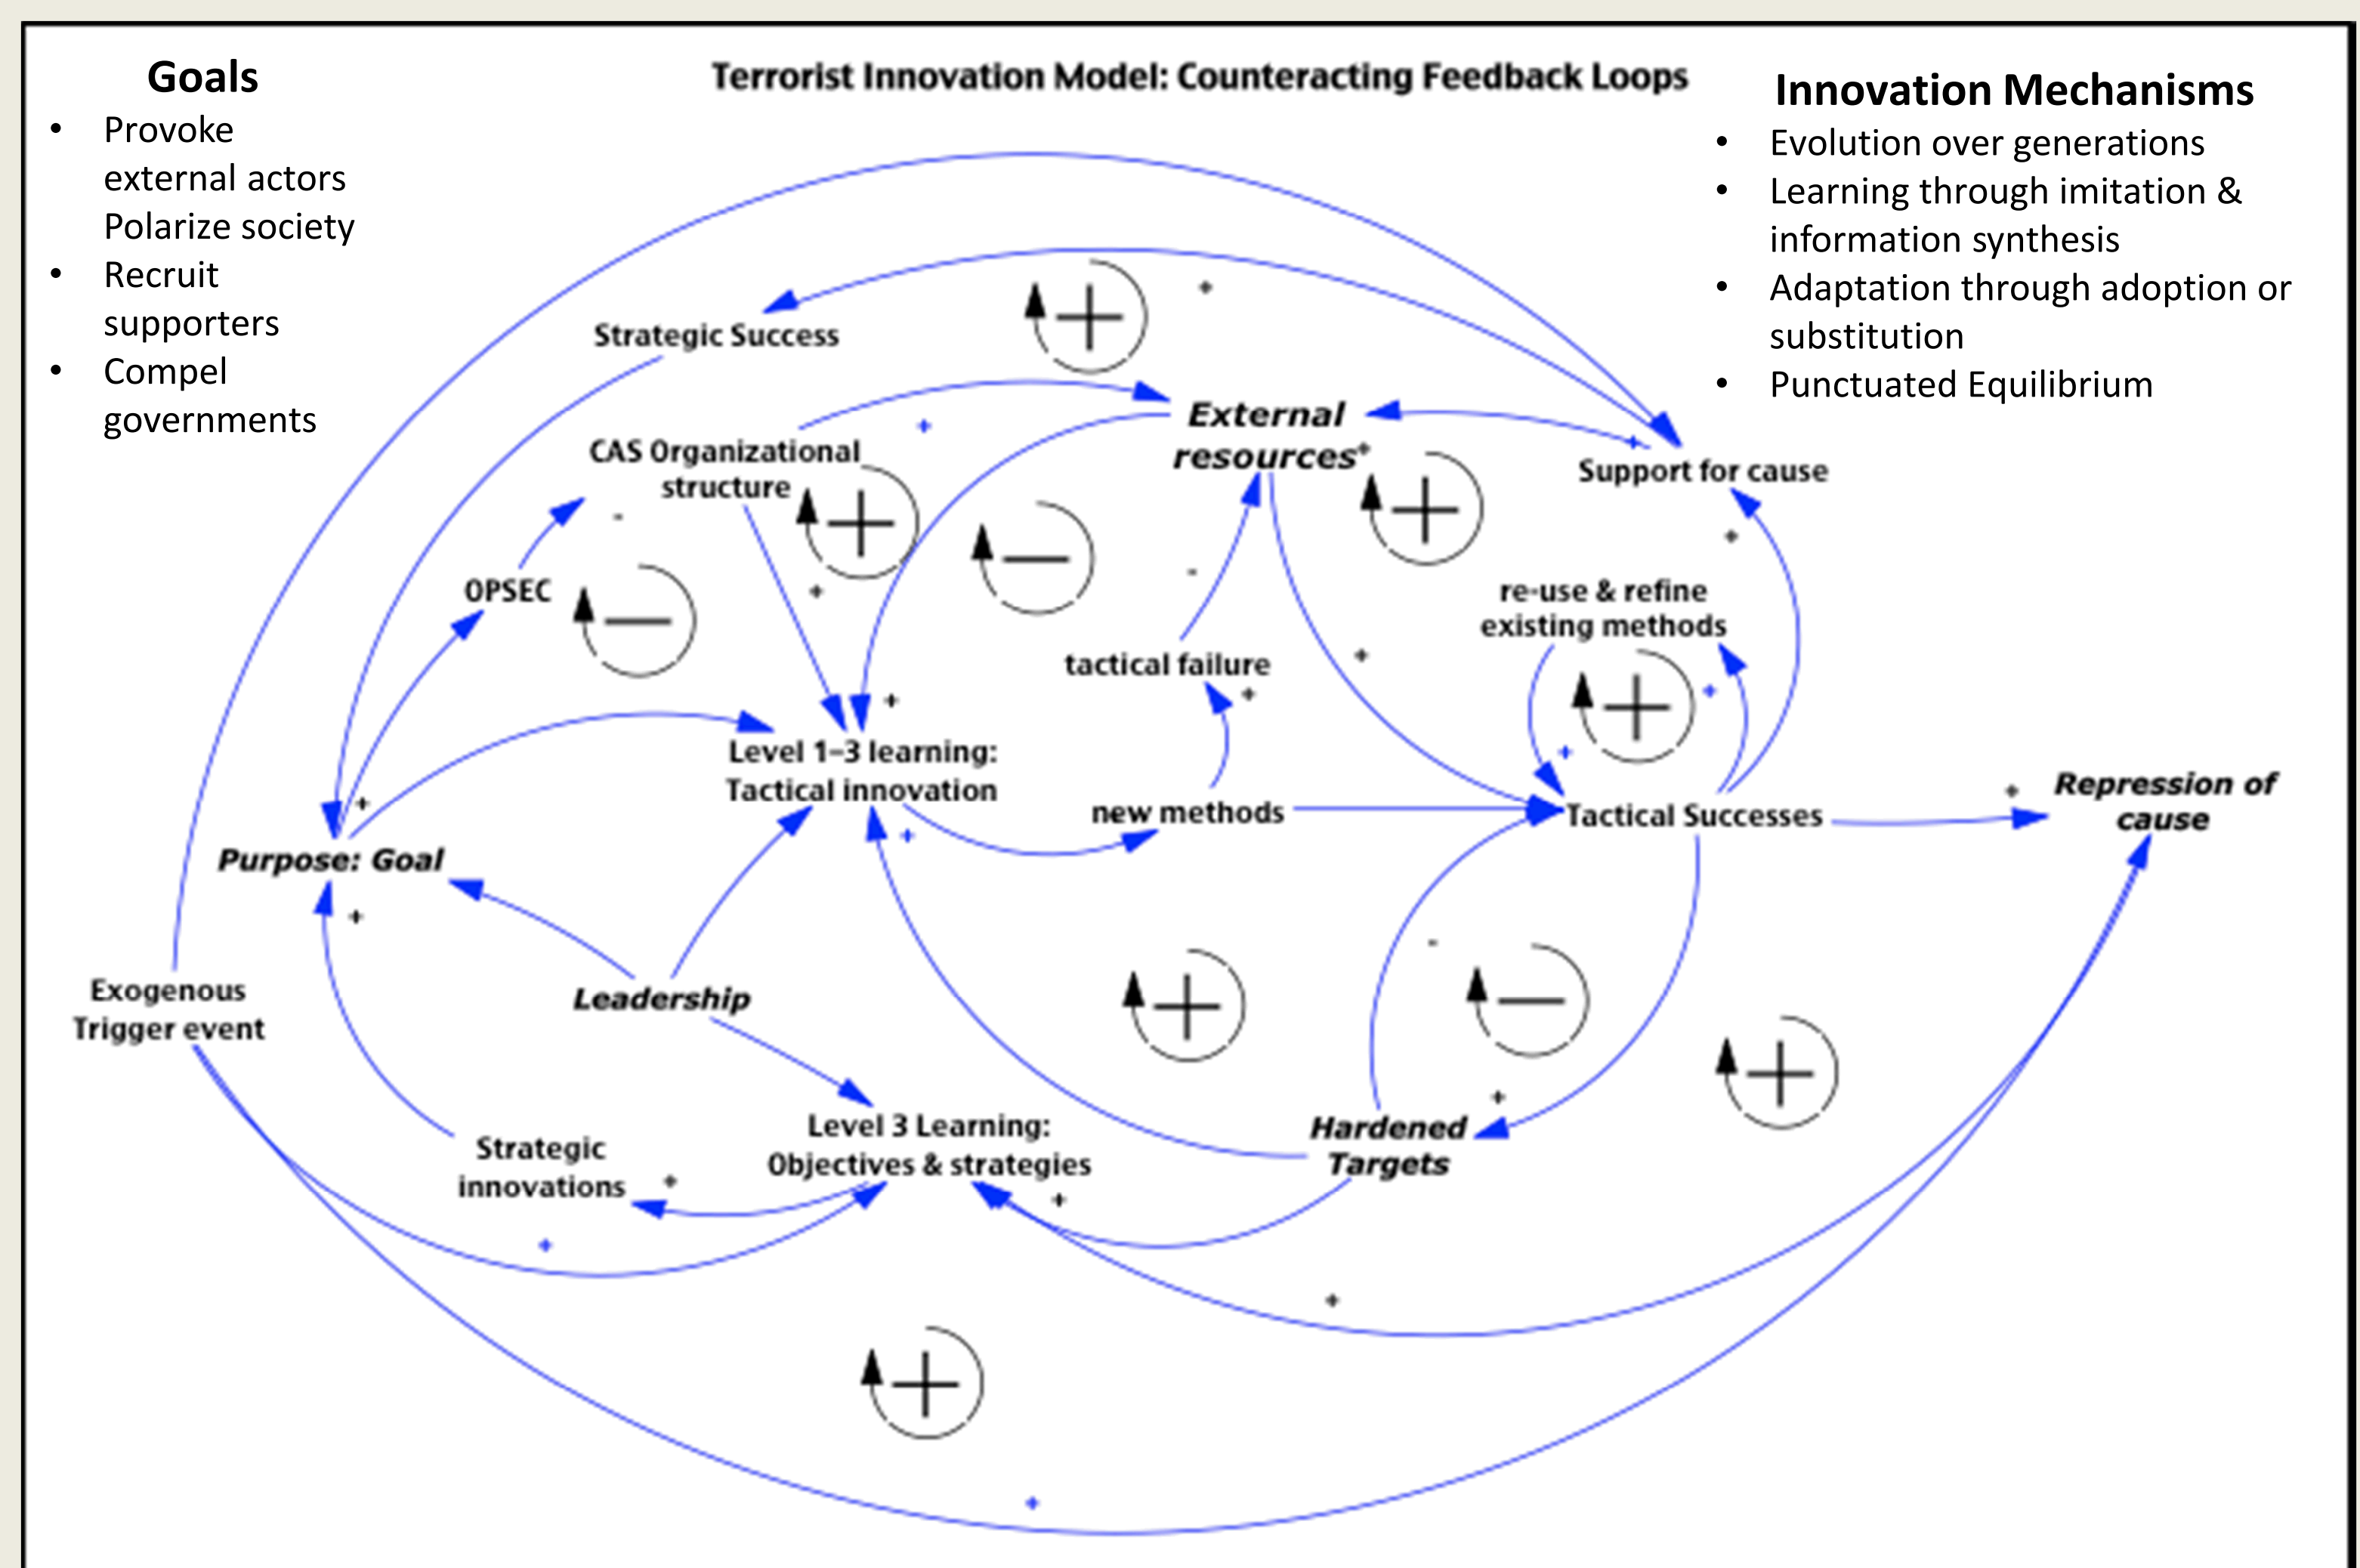 Goals
• Provoke
external actors
Polarize society
• Recruit
supporters
• Compel
governments
Terrorist Innovation Model: Counteracting Feedback Loops
Innovation Mechanisms
• Evolution over generations
• Learning through imitation &
information synthesis
• Adaptation through adoption or
substitution
• Punctuated Equilibrium
Strategic Success
External
resources
CAS Organizational
structure
Support for cause
OPSEC
re-use & refine
existing methods
tactical failure
Level 1-3 learning:
Tactical innovation
new methods
Tactical Successes
Repression of
cause
Purpose: Goal
Exogenous
Trigger event
Leadership
Level 3 Learning:
Objectives & strategies
Hardened
Targets
Strategic
innovations